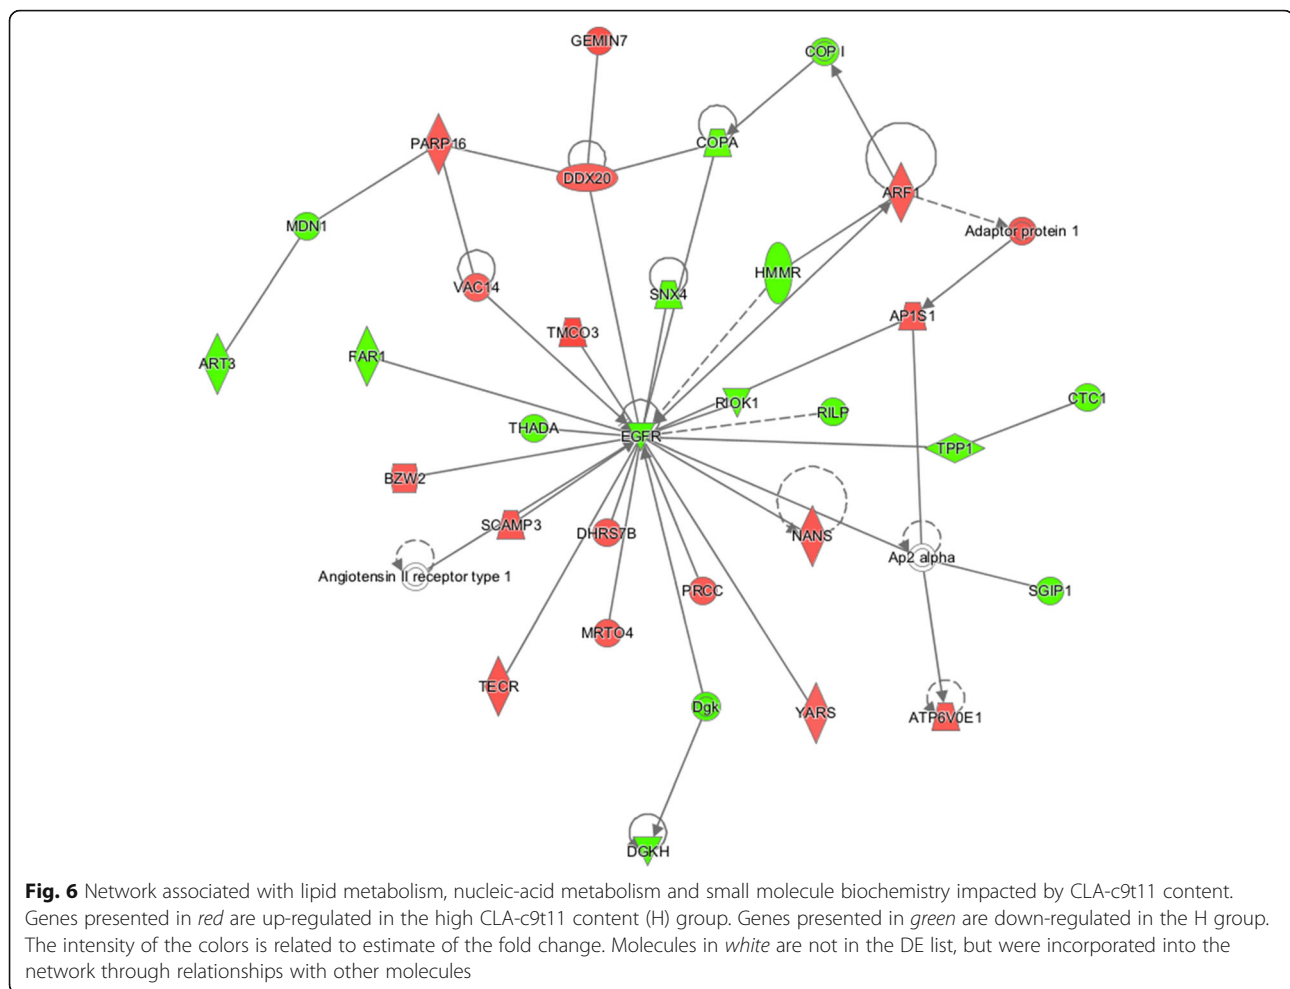 GEMIN7
COP I
PARP16
COPA
DDX20
ARF1
MDN1
Adaptor protein 1
HMMR
VAC14
SNX4
AP1S1
TMCO3
ART3
FAR1
RIOK1
CTC1
RILP
THADA
EGFR
TPP1
BZW2
SCAMP3
DHRS7B
NANS
Ap2 alpha
Angiotensin II receptor type 1
PRCC
SGIP1
MRTO4
TECR
Dgk
YARS
ATP6V0E1
DGKH
Fig. 6 Network associated with lipid metabolism, nucleic-acid metabolism and small molecule biochemistry impacted by CLA-c9t11 content.
Genes presented in red are up-regulated in the high CLA-c9t11 content (H) group. Genes presented in green are down-regulated in the H group.
The intensity of the colors is related to estimate of the fold change. Molecules in white are not in the DE list, but were incorporated into the
network through relationships with other molecules